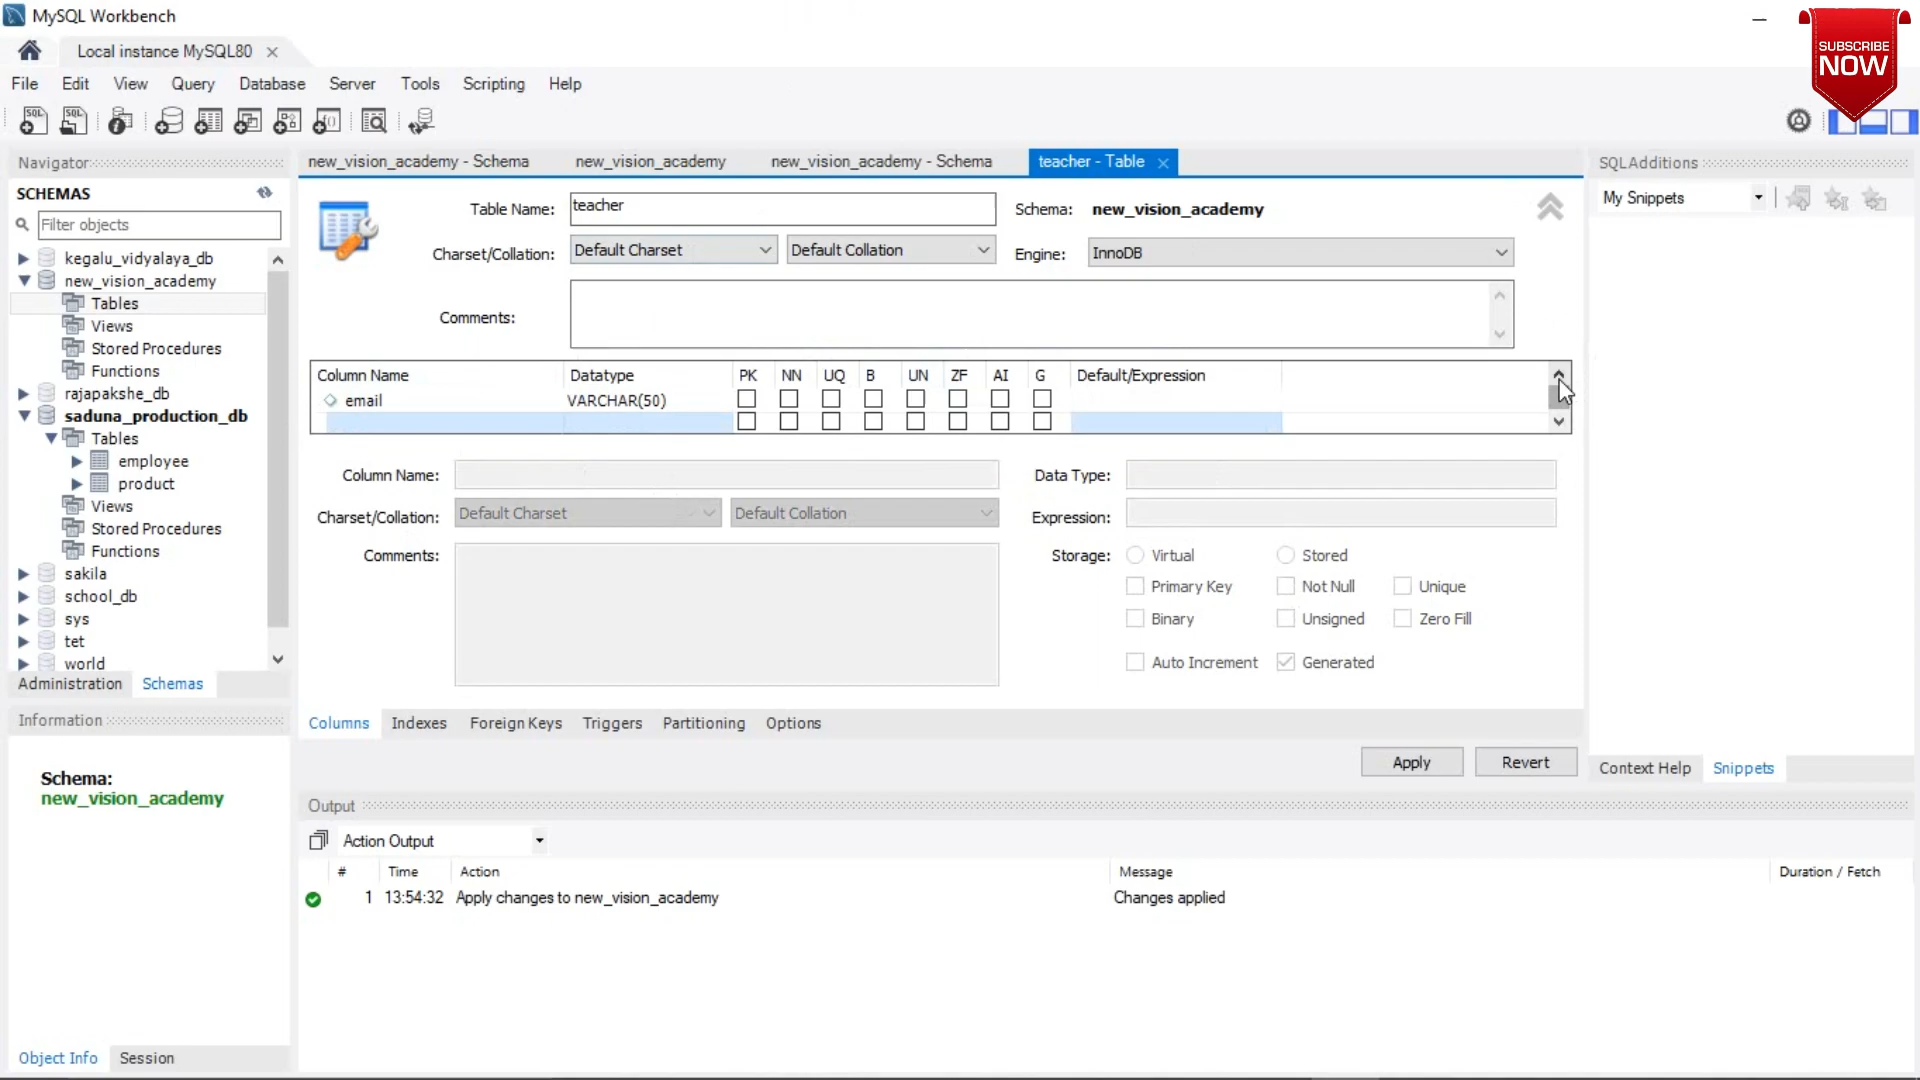 MySQL Workbench
SUBSCRIBE
NOW
Local instance MySQL80
File Edit View Query Database Server Tools Scripting Help
Navigator
SCHEMAS
Filter objects
kegalu_vidyalaya_db
new_vision_academy
Tables
Views
Stored Procedures
Functions
rajapakshe_db
saduna_production_db
Tables
employee
product
Views
Stored Procedures
Functions
sakila
school_db
sys
tet
world
Administration Schemas
Information
Schema:
new_vision_academy
Object Info Session
new_vision_academy - Schema new_vision_academy new_vision_academy - Schema teacher - Table
Table Name: teacher Schema: new_vision_academy
Charset/Collation: Default Charset Default Collation Engine: InnoDB
Comments:
Column Name Datatype PK NN UQ B UN ZF AI G Default/Expression
email VARCHAR(50)
Column Name: Data Type:
Charset/Collation: Default Charset Default Collation Expression:
Comments: Storage: Virtual Stored
Primary Key Not Null Unique
Binary Unsigned Zero Fill
Auto Increment Generated
Columns Indexes Foreign Keys Triggers Partitioning Options
Apply Revert
SQLAdditions
My Snippets
Context Help Snippets
Output
Action Output
# Time Action Message Duration / Fetch
1 13:54:32 Apply changes to new_vision_academy Changes applied